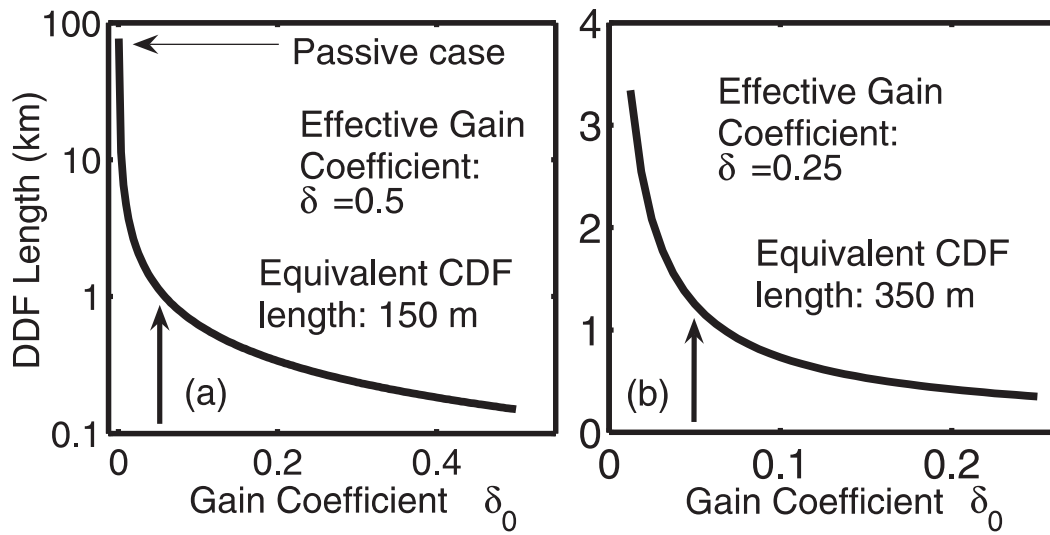 DDF Length (km)
100
10
1
0.1
Passive case
Effective Gain
Coefficient:
δ =0.5
Equivalent CDF
length: 150 m
(a)
0
0.2
0.4
Gain Coefficient δ0
4
3
2
1
0
Effective Gain
Coefficient:
δ =0.25
Equivalent CDF
length: 350 m
(b)
0
0.1
0.2
Gain Coefficient δ0